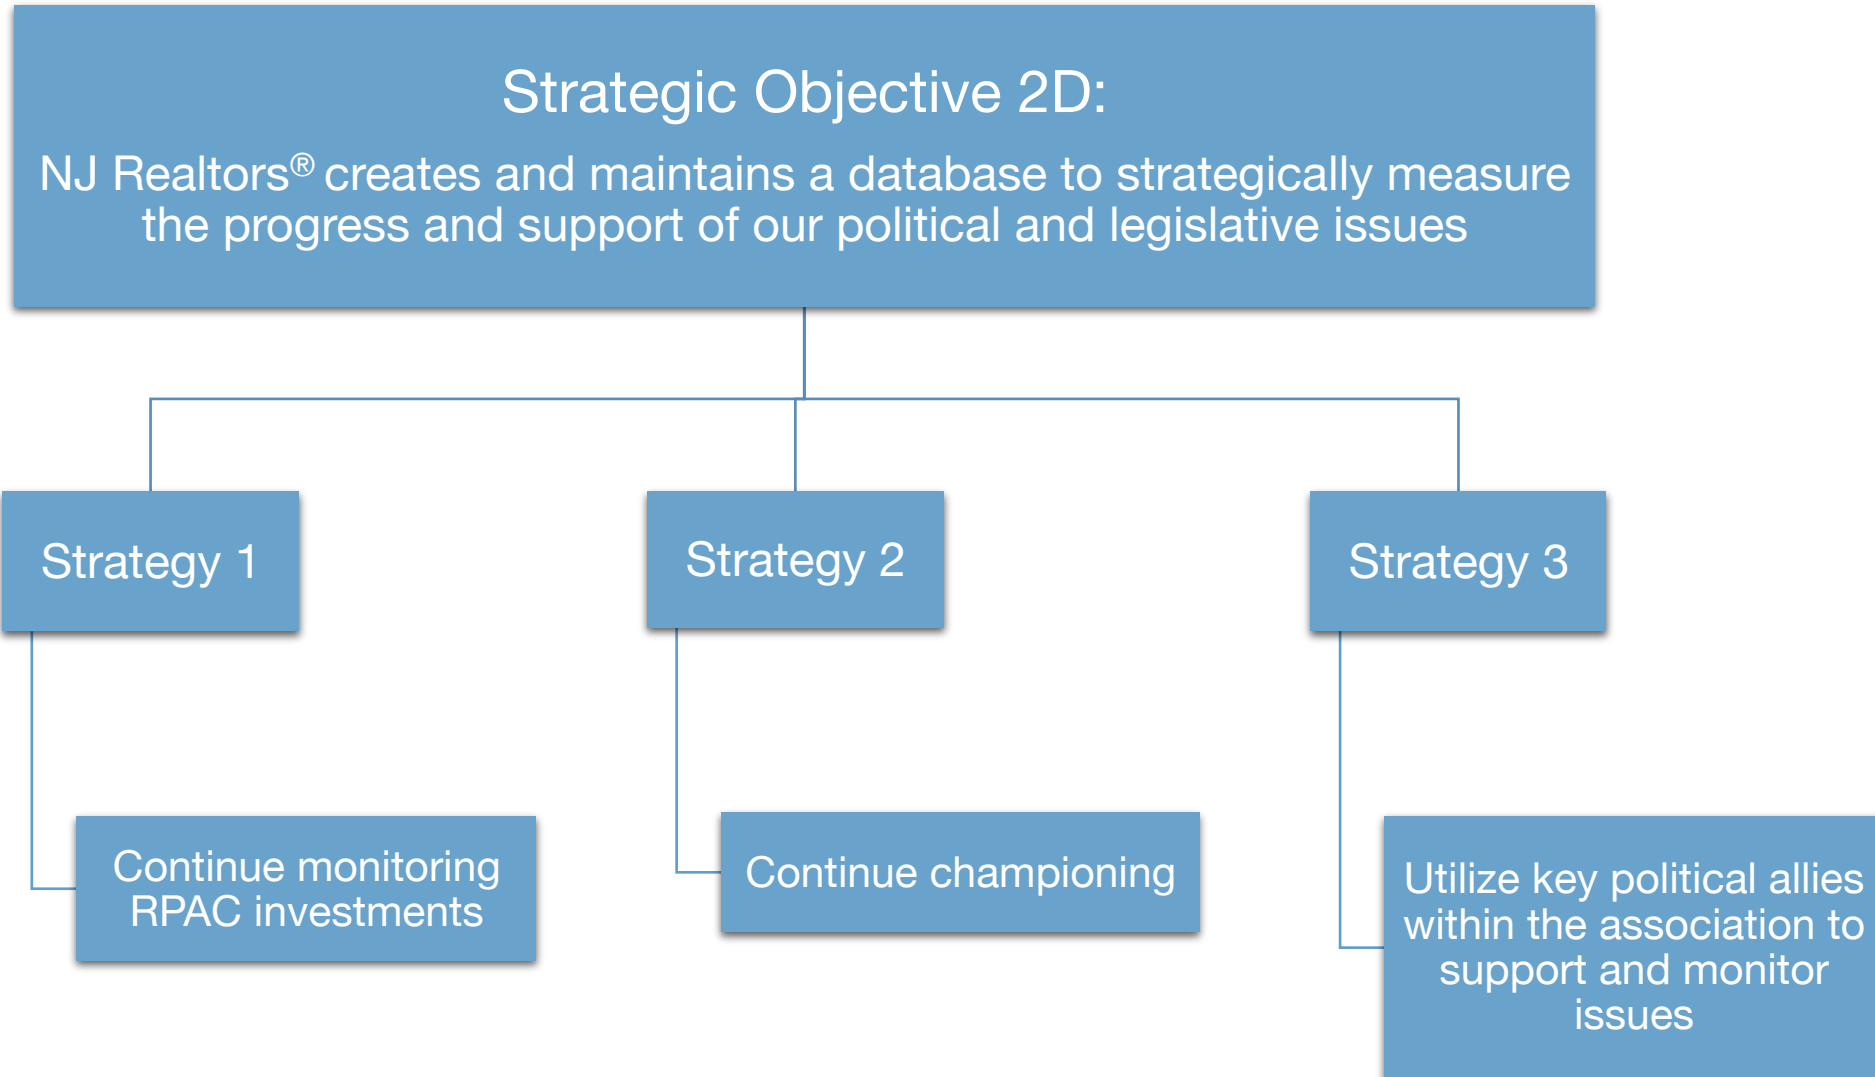 Strategic Objective 2D:
NJ Realtors® creates and maintains a database to strategically measure
the progress and support of our political and legislative issues
Strategy 1
Strategy 2
Strategy 3
Continue monitoring
RPAC investments
Continue championing
Utilize key political allies
within the association to
support and monitor
issues